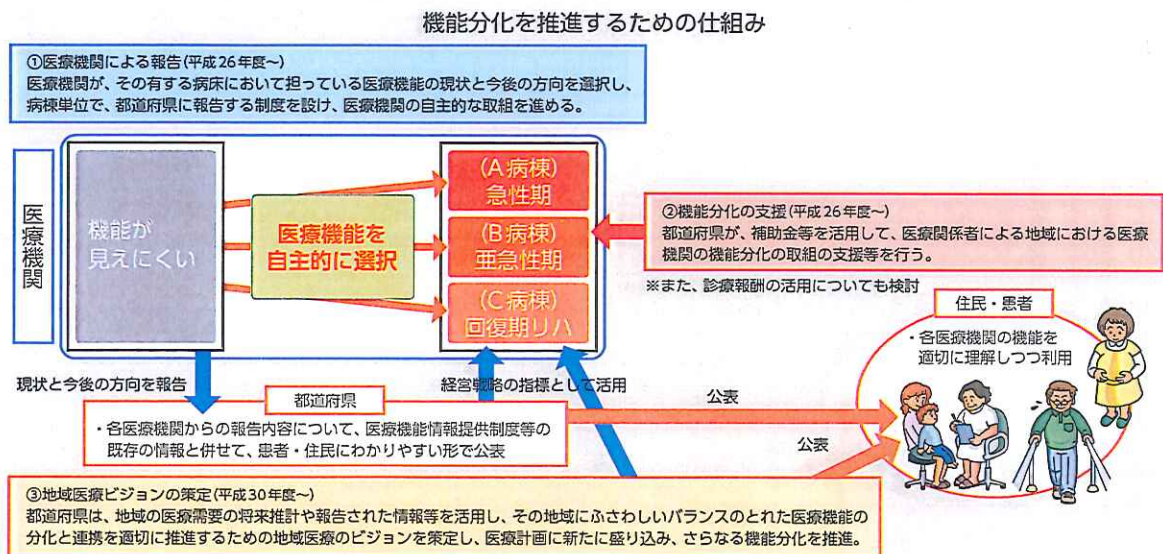 機能分化を推進するための仕組み
①医療機関による報告(平成26年度~)
医療機関が、その有する病床において担っている医療機能の現状と今後の方向を選択し、
病棟単位で、都道府県に報告する制度を設け、医療機関の自主的な取組を進める。
医療機関
機能が
見えにくい
医療機能を
自主的に選択
(A病棟)
急性期
(B病棟)
亜急性期
(C病棟)
回復期リハ
②機能分化の支援(平成26年度~)
都道府県が、補助金等を活用して、医療関係者による地域における医療
機関の機能分化の取組の支援等を行う。
※また、診療報酬の活用についても検討
住民・患者
・各医療機関の機能を
適切に理解しつつ利用
現状と今後の方向を報告
経営戦略の指標として活用
都道府県
・各医療機関からの報告内容について、医療機能情報提供制度等の
既存の情報と併せて、患者・住民にわかりやすい形で公表
公表
公表
③地域医療ビジョンの策定(平成30年度~)
都道府県は、地域の医療需要の将来推計や報告された情報等を活用し、その地域にふさわしいバランスのとれた医療機能の
分化と連携を適切に推進するための地域医療のビジョンを策定し、医療計画に新たに盛り込み、さらなる機能分化を推進。